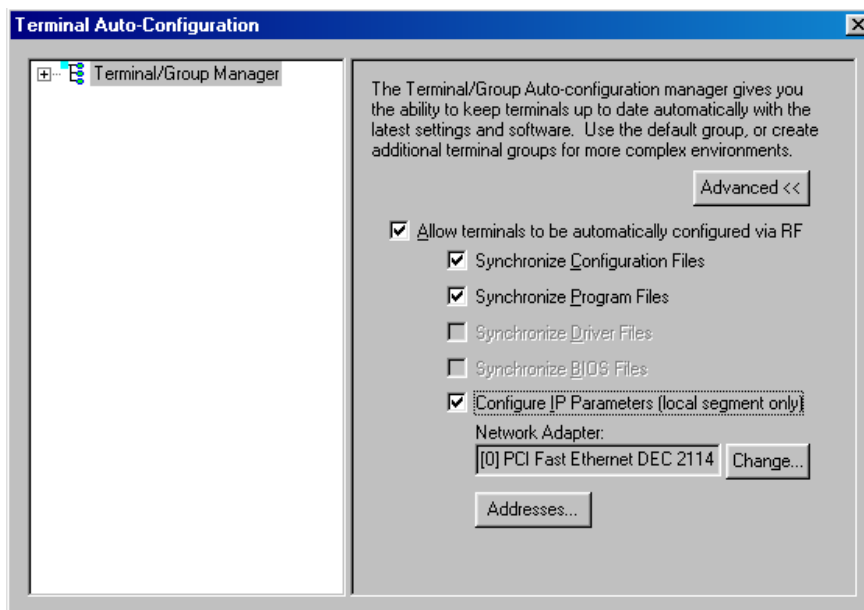 Terminal Auto-Configuration
Terminal/Group Manager
The Terminal/Group Auto-configuration manager gives you
the ability to keep terminals up to date automatically with the
latest settings and software. Use the default group, or create
additional terminal groups for more complex environments.
Advanced <<
Allow terminals to be automatically configured via RF
Synchronize Configuration Files
Synchronize Program Files
Synchronize Driver Files
Synchronize BIOS Files
Configure IP Parameters (local segment only)
Network Adapter:
[0] PCI Fast Ethernet DEC 2114
Change...
Addresses...